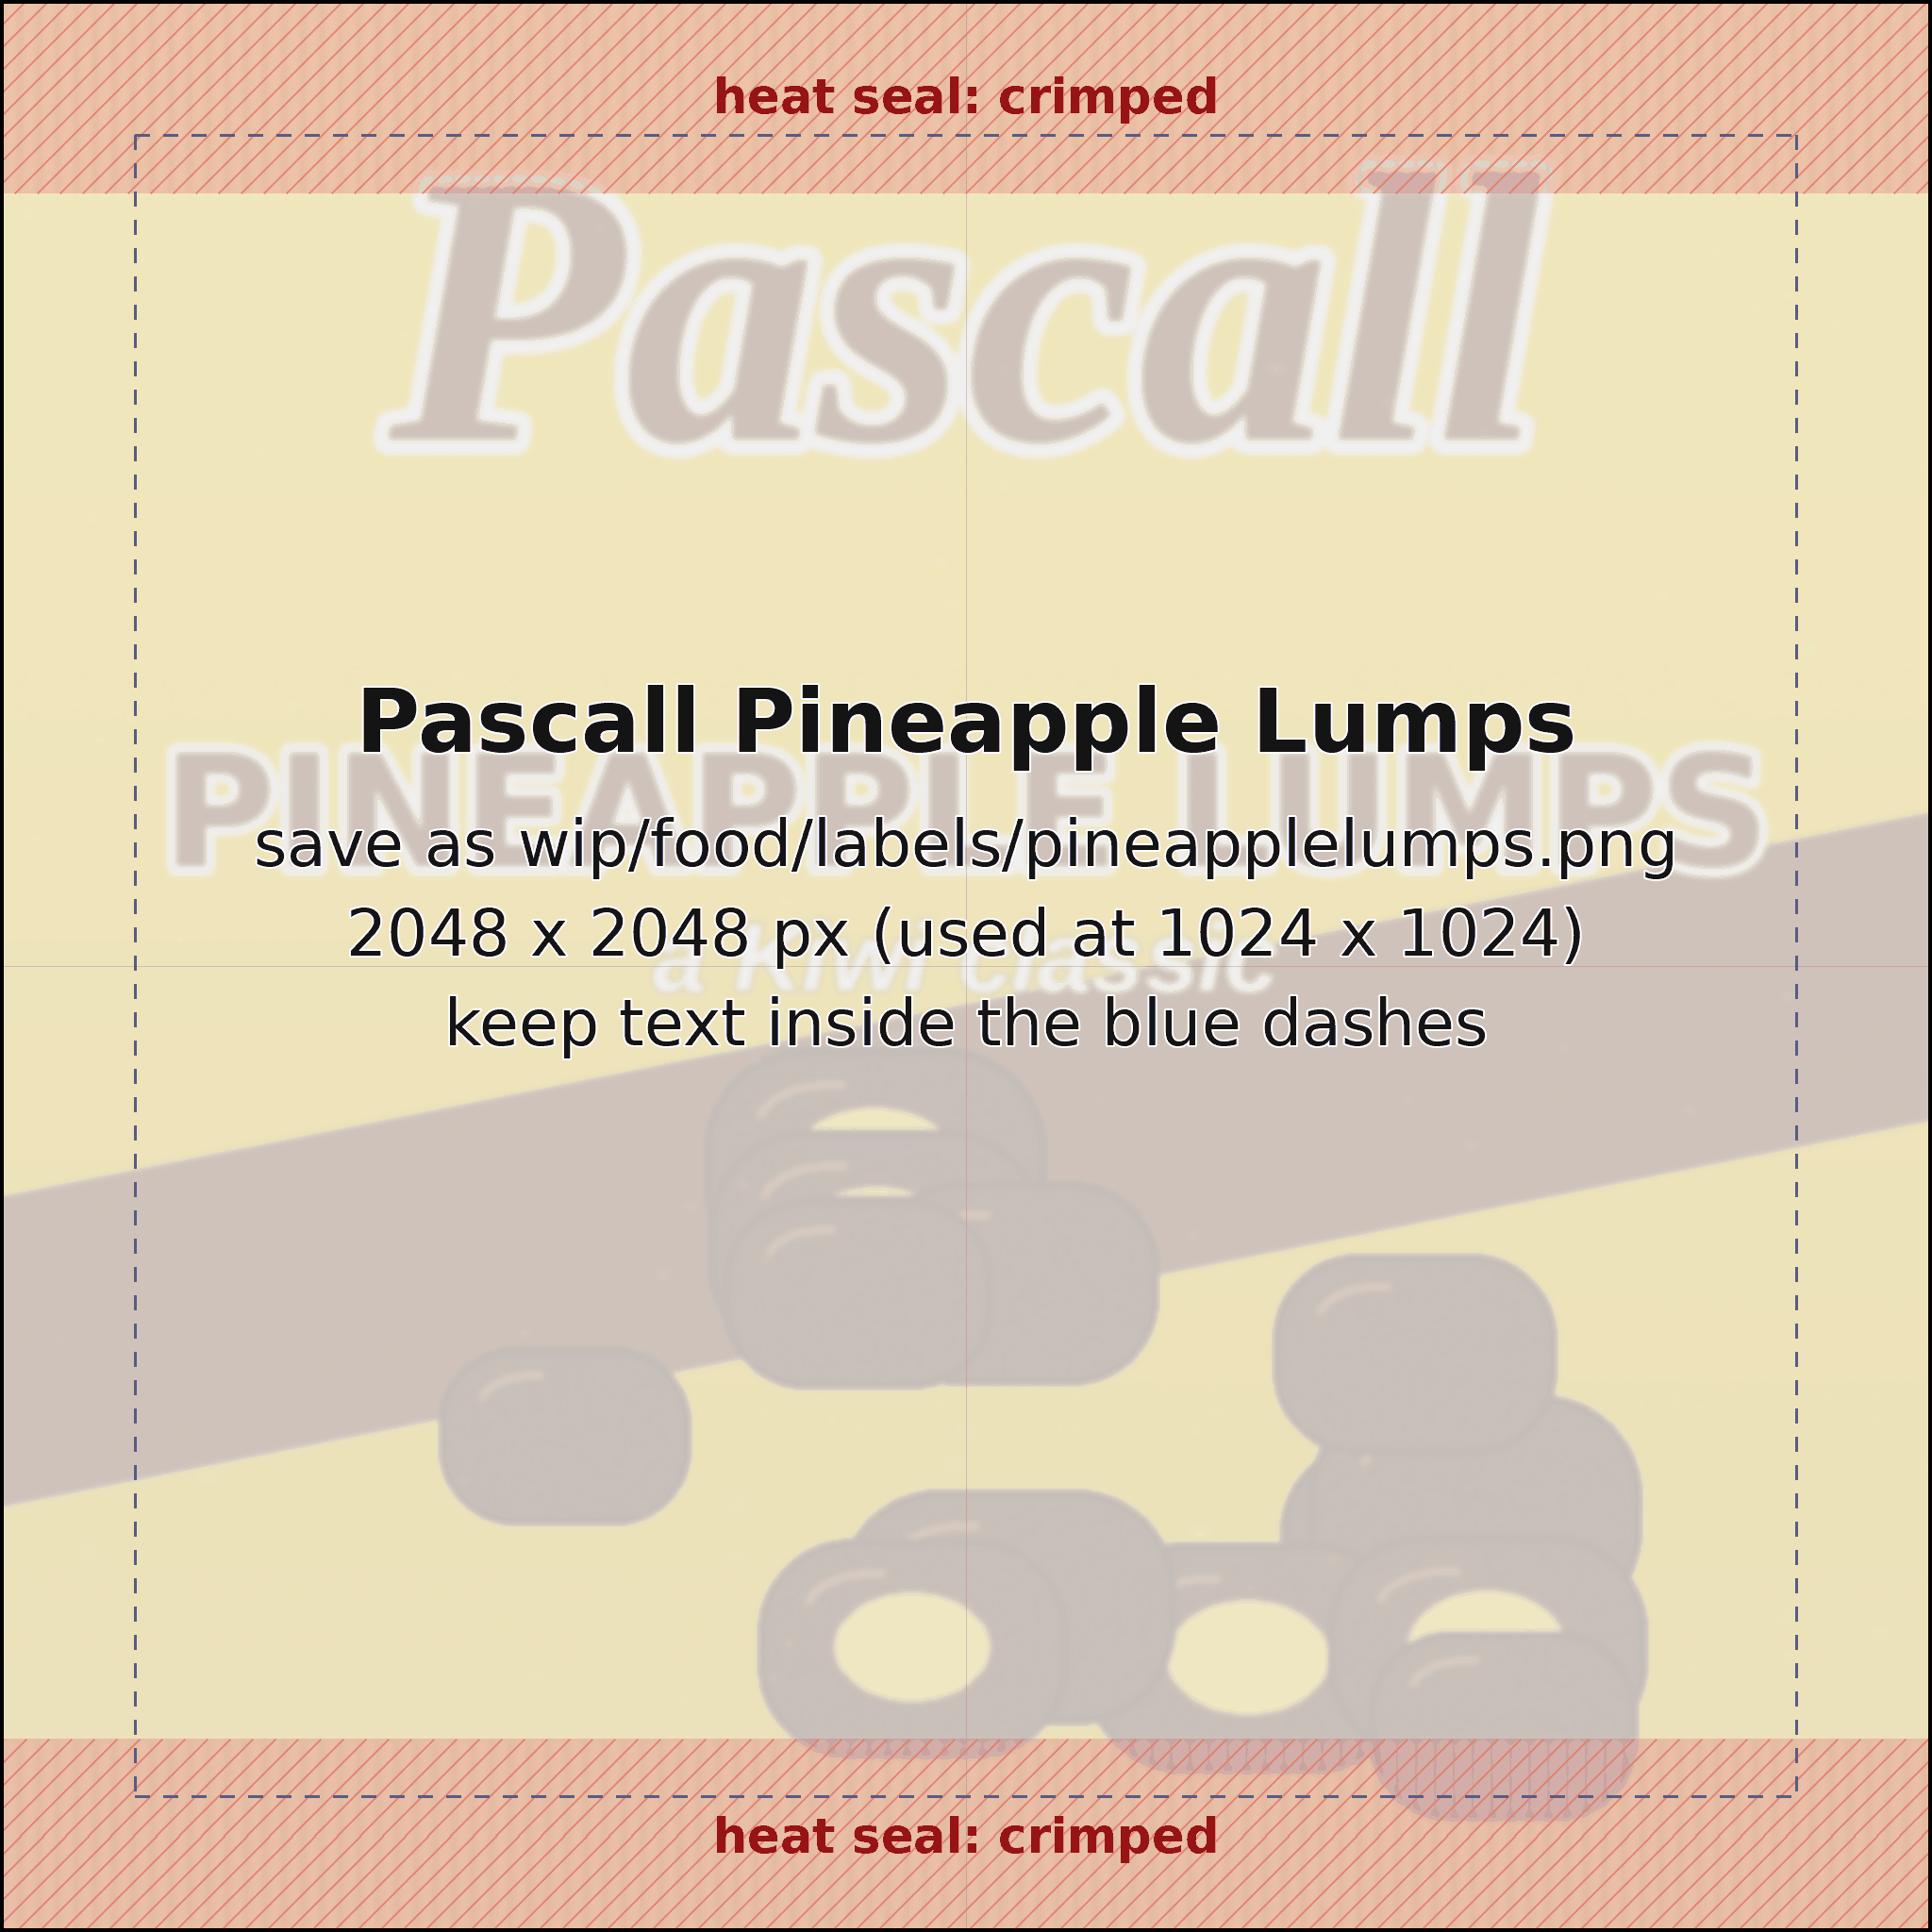 heat seal: crimped
Pascall
Pascall Pineapple Lumps
PINEAPPLE LUMPS
save as wip/food/labels/pineapplelumps.png
2048 x 2048 px (used at 1024 x 1024)
a Kiwi classic
keep text inside the blue dashes
heat seal: crimped